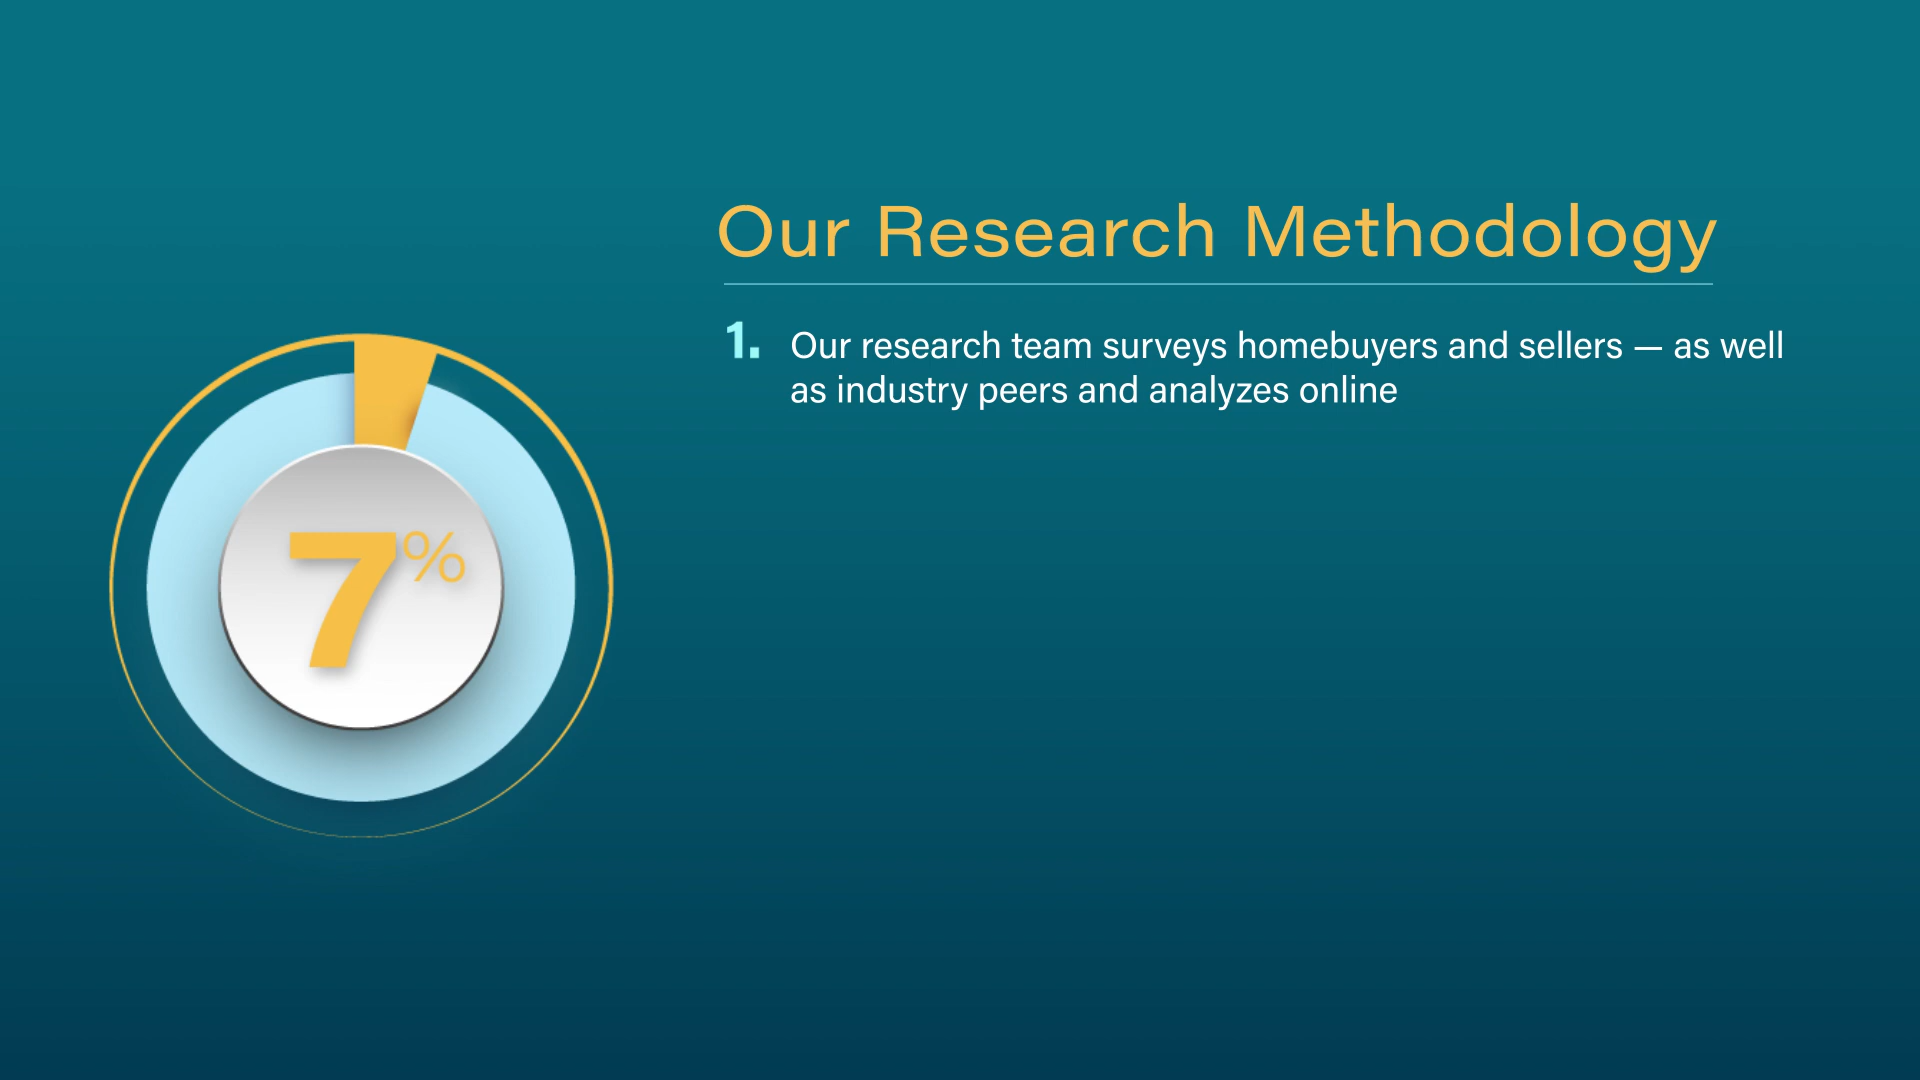 Our Research Methodology
1. Our research team surveys homebuyers and sellers — as well
as industry peers and analyzes online
7%